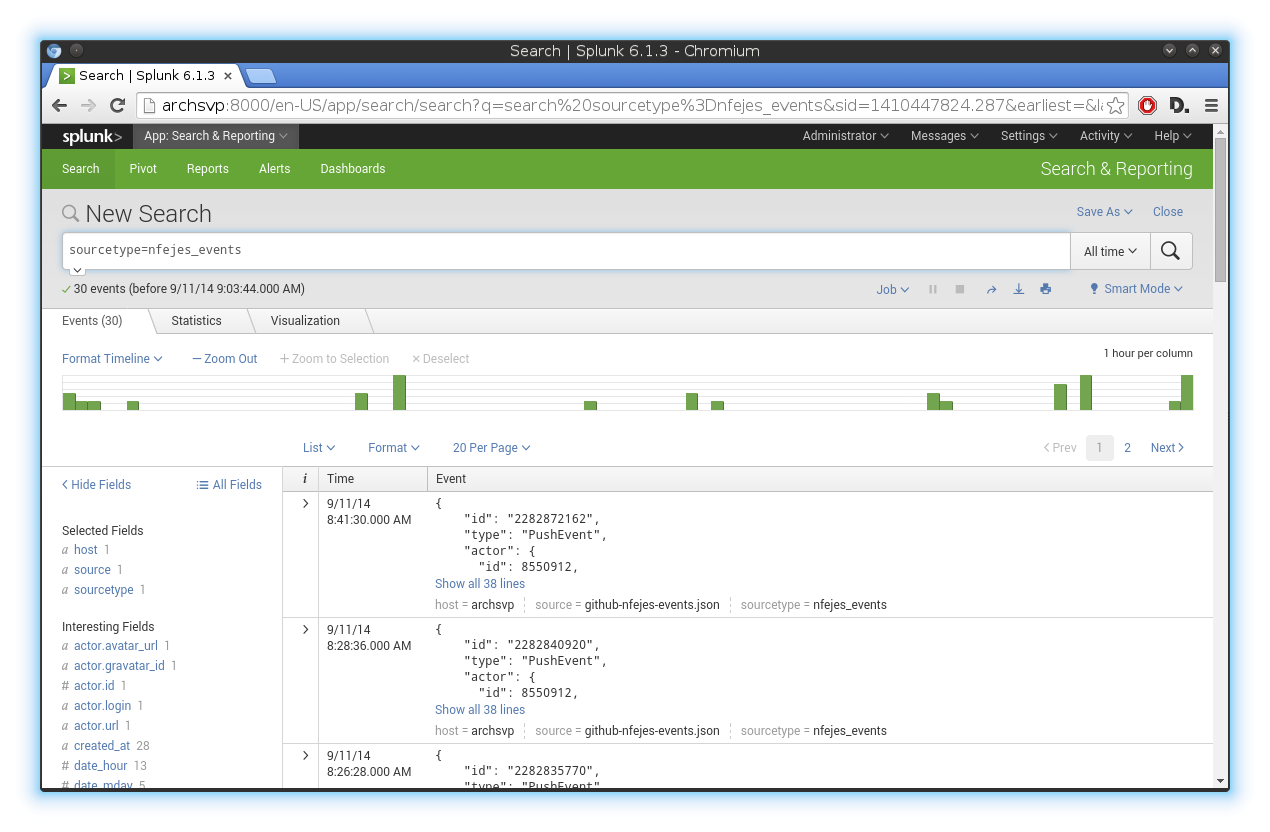 Search | Splunk 6.1.3 - Chromium
Search | Splunk 6.1.3 ×
archsvp:8000/en-US/app/search/search?q=search%20sourcetype%3Dnfejes_events&sid=1410447824.287&earliest=&la
D.
splunk> App: Search & Reporting Administrator Messages Settings Activity Help
Search Pivot Reports Alerts Dashboards Search & Reporting
New Search Save As Close
sourcetype=nfejes_events All time
30 events (before 9/11/14 9:03:44.000 AM) Job Smart Mode
Events (30) Statistics Visualization
Format Timeline — Zoom Out + Zoom to Selection × Deselect 1 hour per column
List Format 20 Per Page < Prev 1 2 Next >
< Hide Fields All Fields
i Time Event
Selected Fields
a host 1
a source 1
a sourcetype 1
Interesting Fields
a actor.avatar_url 1
a actor.gravatar_id 1
# actor.id 1
a actor.login 1
a actor.url 1
a created_at 28
# date_hour 13
# date_mday 5
> 9/11/14 {
8:41:30.000 AM "id": "2282872162",
"type": "PushEvent",
"actor": {
"id": 8550912,
Show all 38 lines
host = archsvp source = github-nfejes-events.json sourcetype = nfejes_events
> 9/11/14 {
8:28:36.000 AM "id": "2282840920",
"type": "PushEvent",
"actor": {
"id": 8550912,
Show all 38 lines
host = archsvp source = github-nfejes-events.json sourcetype = nfejes_events
> 9/11/14 {
8:26:28.000 AM "id": "2282835770",
"type": "PushEvent"